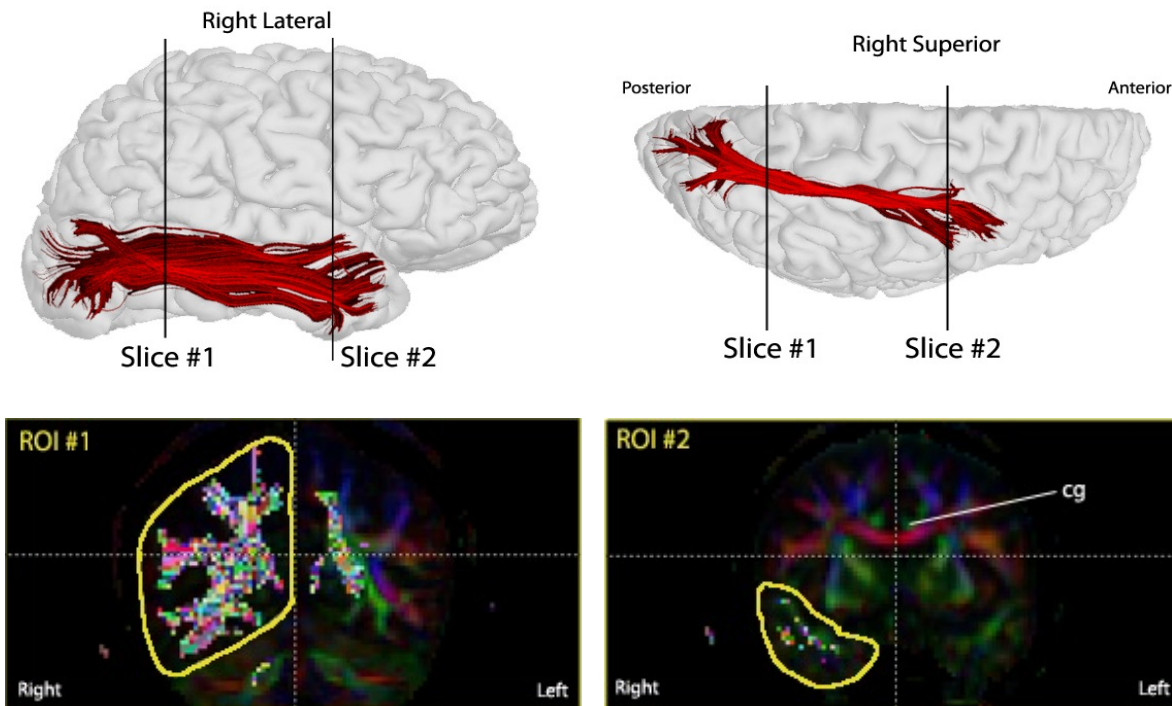 Right Lateral
Slice #1
Slice #2
Right Superior
Posterior
Anterior
Slice #1
Slice #2
ROI #1
Right
Left
ROI #2
cg
Right
Left